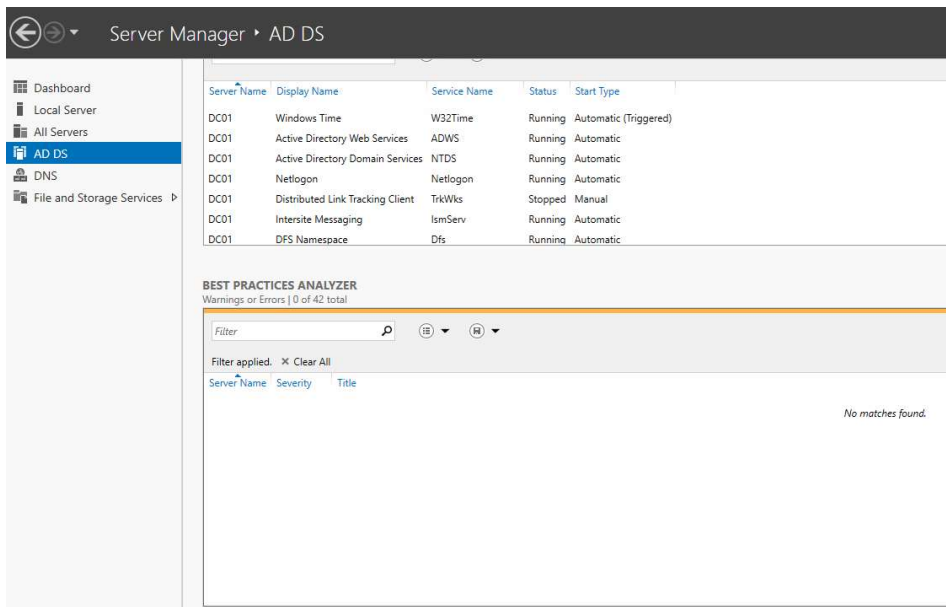 Server Manager ‣ AD DS
Dashboard
Local Server
All Servers
AD DS
DNS
File and Storage Services
Server Name Display Name Service Name Status Start Type
DC01 Windows Time W32Time Running Automatic (Triggered)
DC01 Active Directory Web Services ADWS Running Automatic
DC01 Active Directory Domain Services NTDS Running Automatic
DC01 Netlogon Netlogon Running Automatic
DC01 Distributed Link Tracking Client TrkWks Stopped Manual
DC01 Intersite Messaging IsmServ Running Automatic
DC01 DFS Namespace Dfs Running Automatic
BEST PRACTICES ANALYZER
Warnings or Errors | 0 of 42 total
Filter
Filter applied. × Clear All
Server Name Severity Title
No matches found.